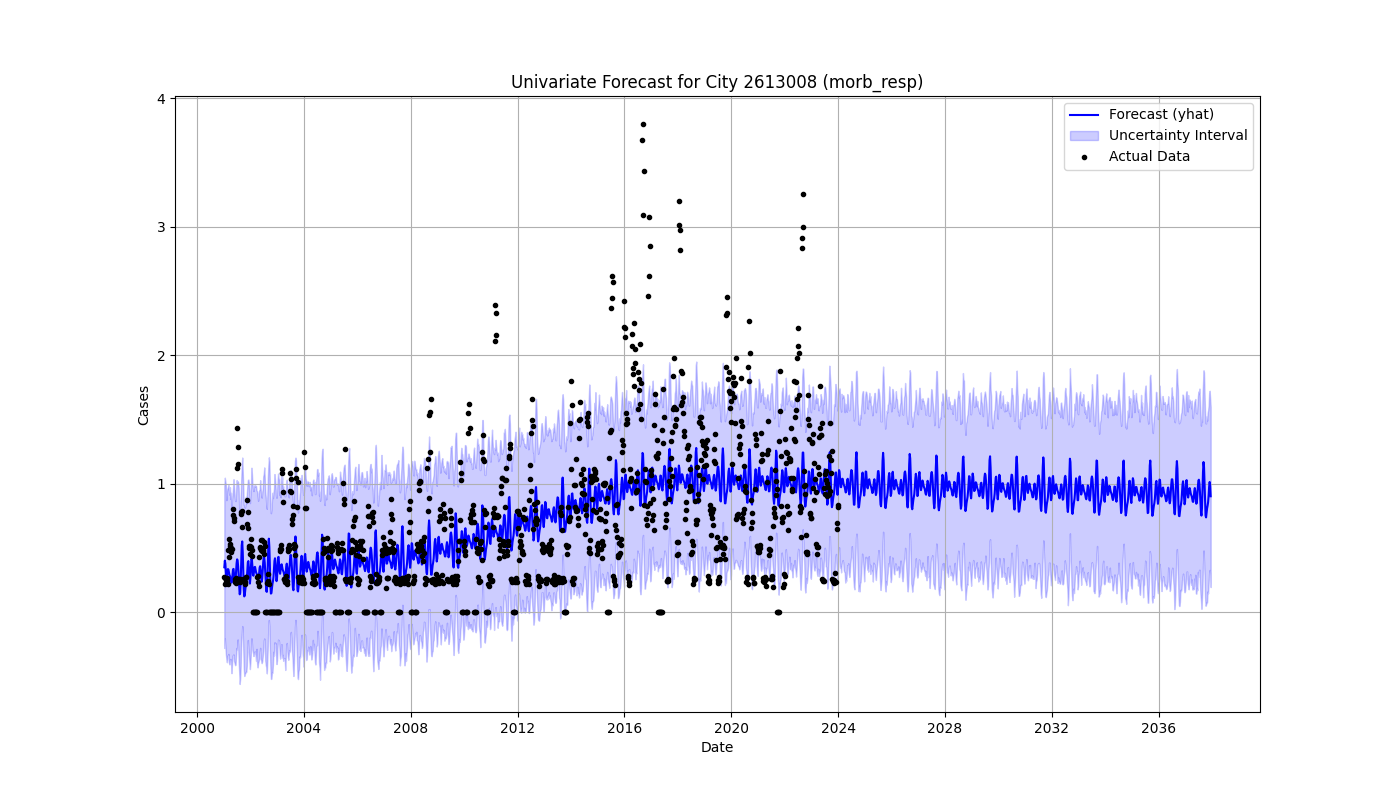 Univariate Forecast for City 2613008 (morb_resp)
Forecast (yhat)
Uncertainty Interval
Actual Data
Cases
4
3
2
1
0
2000 2004 2008 2012 2016 2020 2024 2028 2032 2036
Date